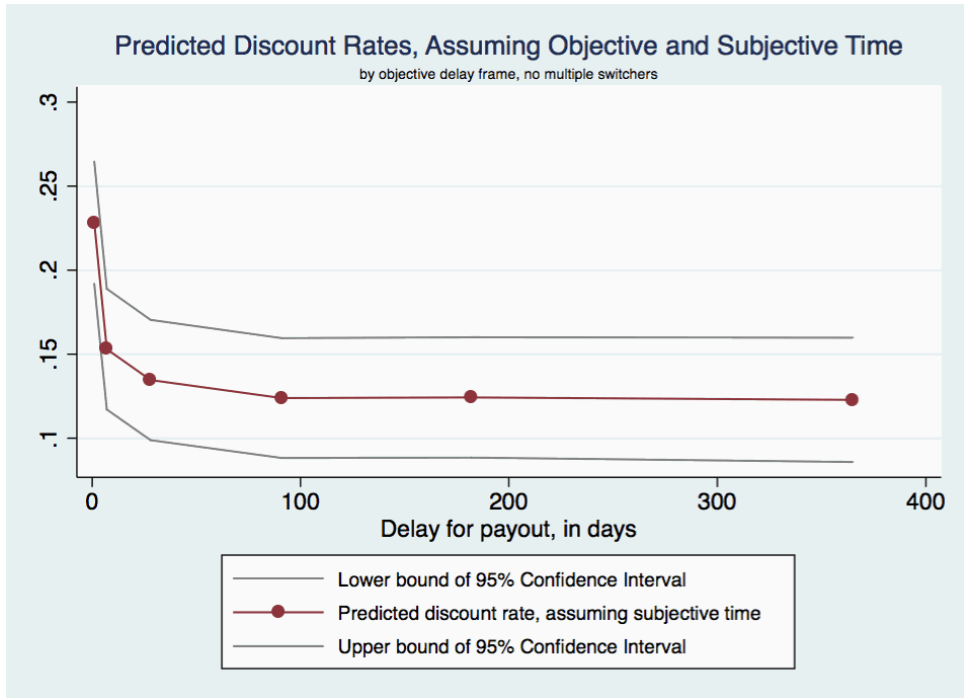 Predicted Discount Rates, Assuming Objective and Subjective Time
by objective delay frame, no multiple switchers
.3
.25
.2
.15
.1
0 100 200 300 400
Delay for payout, in days
Lower bound of 95% Confidence Interval
Predicted discount rate, assuming subjective time
Upper bound of 95% Confidence Interval